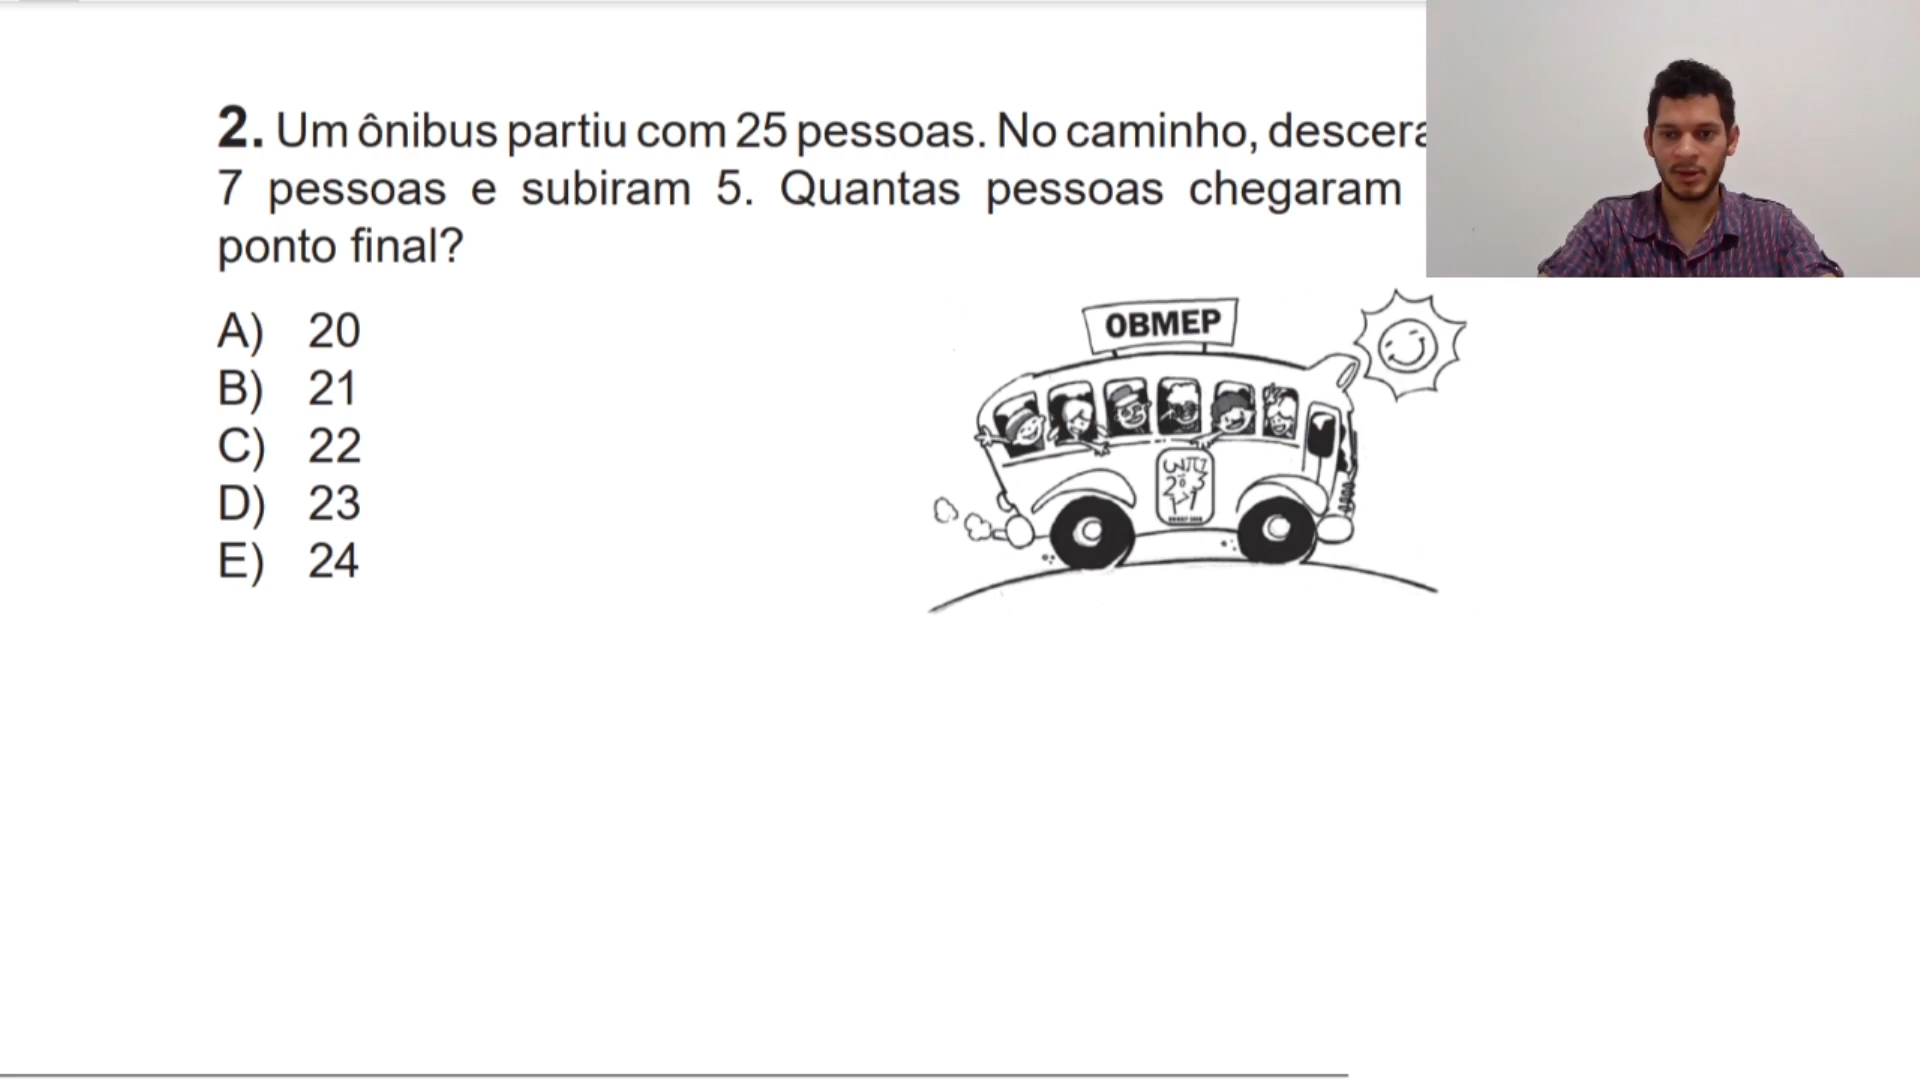 2. Um ônibus partiu com 25 pessoas. No caminho, descera
7 pessoas e subiram 5. Quantas pessoas chegaram
ponto final?
A) 20
B) 21
C) 22
D) 23
E) 24
OBMEP